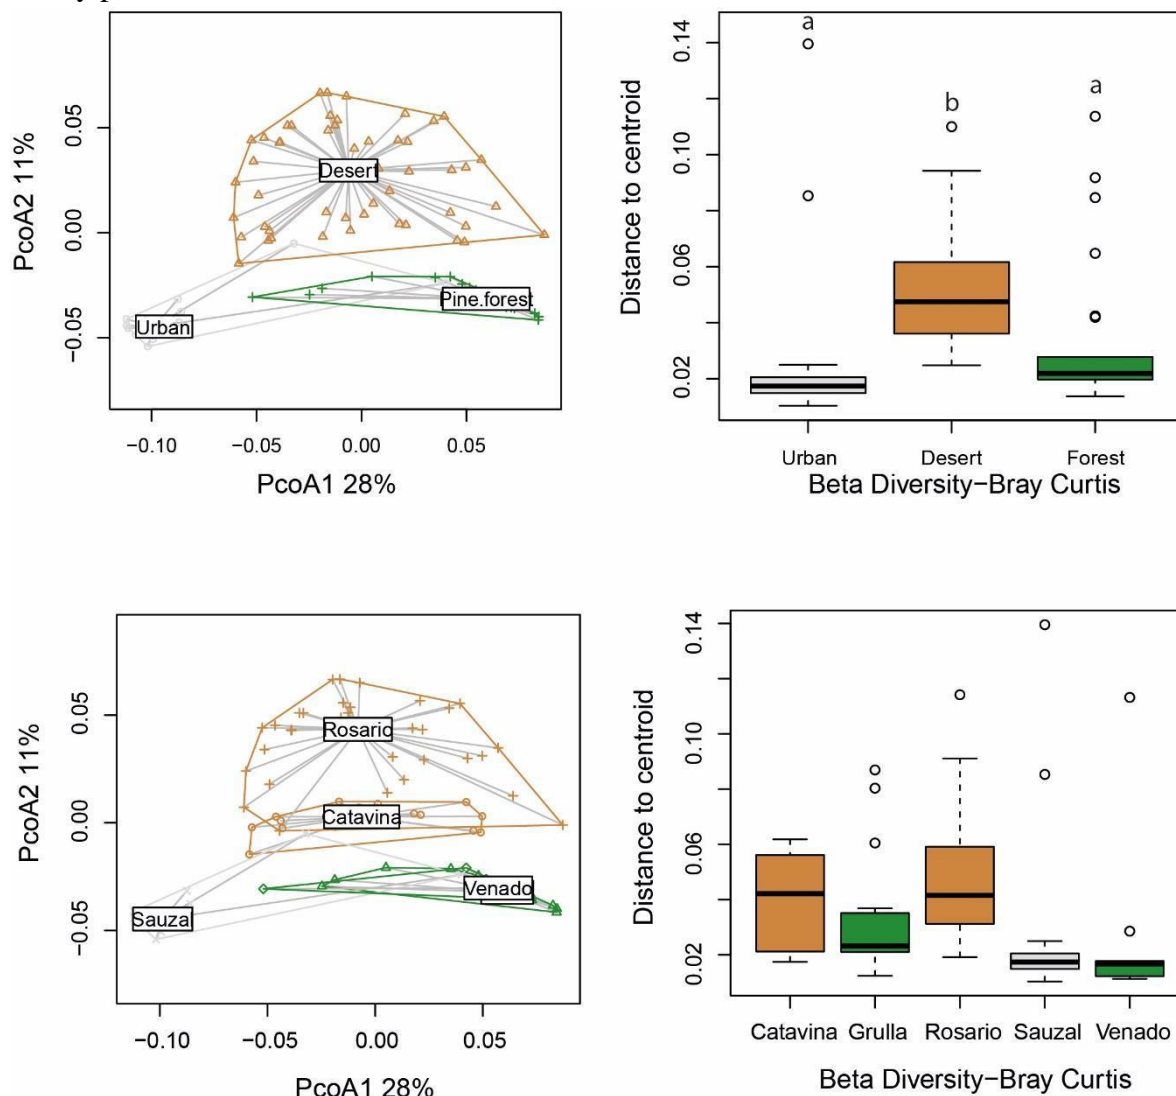 PcoA2 11%
0.05
0.00
−0.05
Desert
Pine.forest
Urban
−0.10 −0.05 0.00 0.05
PcoA1 28%
Distance to centroid
0.14
0.10
0.06
0.02
a
b
a
Urban Desert Forest
Beta Diversity−Bray Curtis
PcoA2 11%
0.05
0.00
−0.05
Rosario
Catavina
Venado
Sauzal
−0.10 −0.05 0.00 0.05
PcoA1 28%
Distance to centroid
0.14
0.10
0.06
0.02
Catavina Grulla Rosario Sauzal Venado
Beta Diversity−Bray Curtis